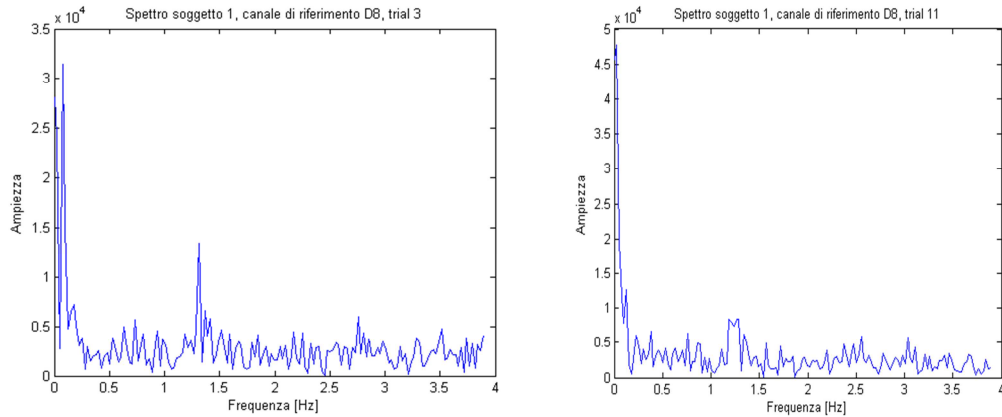 Spettro soggetto 1, canale di riferimento D8, trial 3
x 10⁴
3.5
3
2.5
2
1.5
1
0.5
0
0 0.5 1 1.5 2 2.5 3 3.5 4
Ampiezza
Frequenza [Hz]
Spettro soggetto 1, canale di riferimento D8, trial 11
x 10⁴
5
4.5
4
3.5
3
2.5
2
1.5
1
0.5
0
0 0.5 1 1.5 2 2.5 3 3.5 4
Ampiezza
Frequenza [Hz]